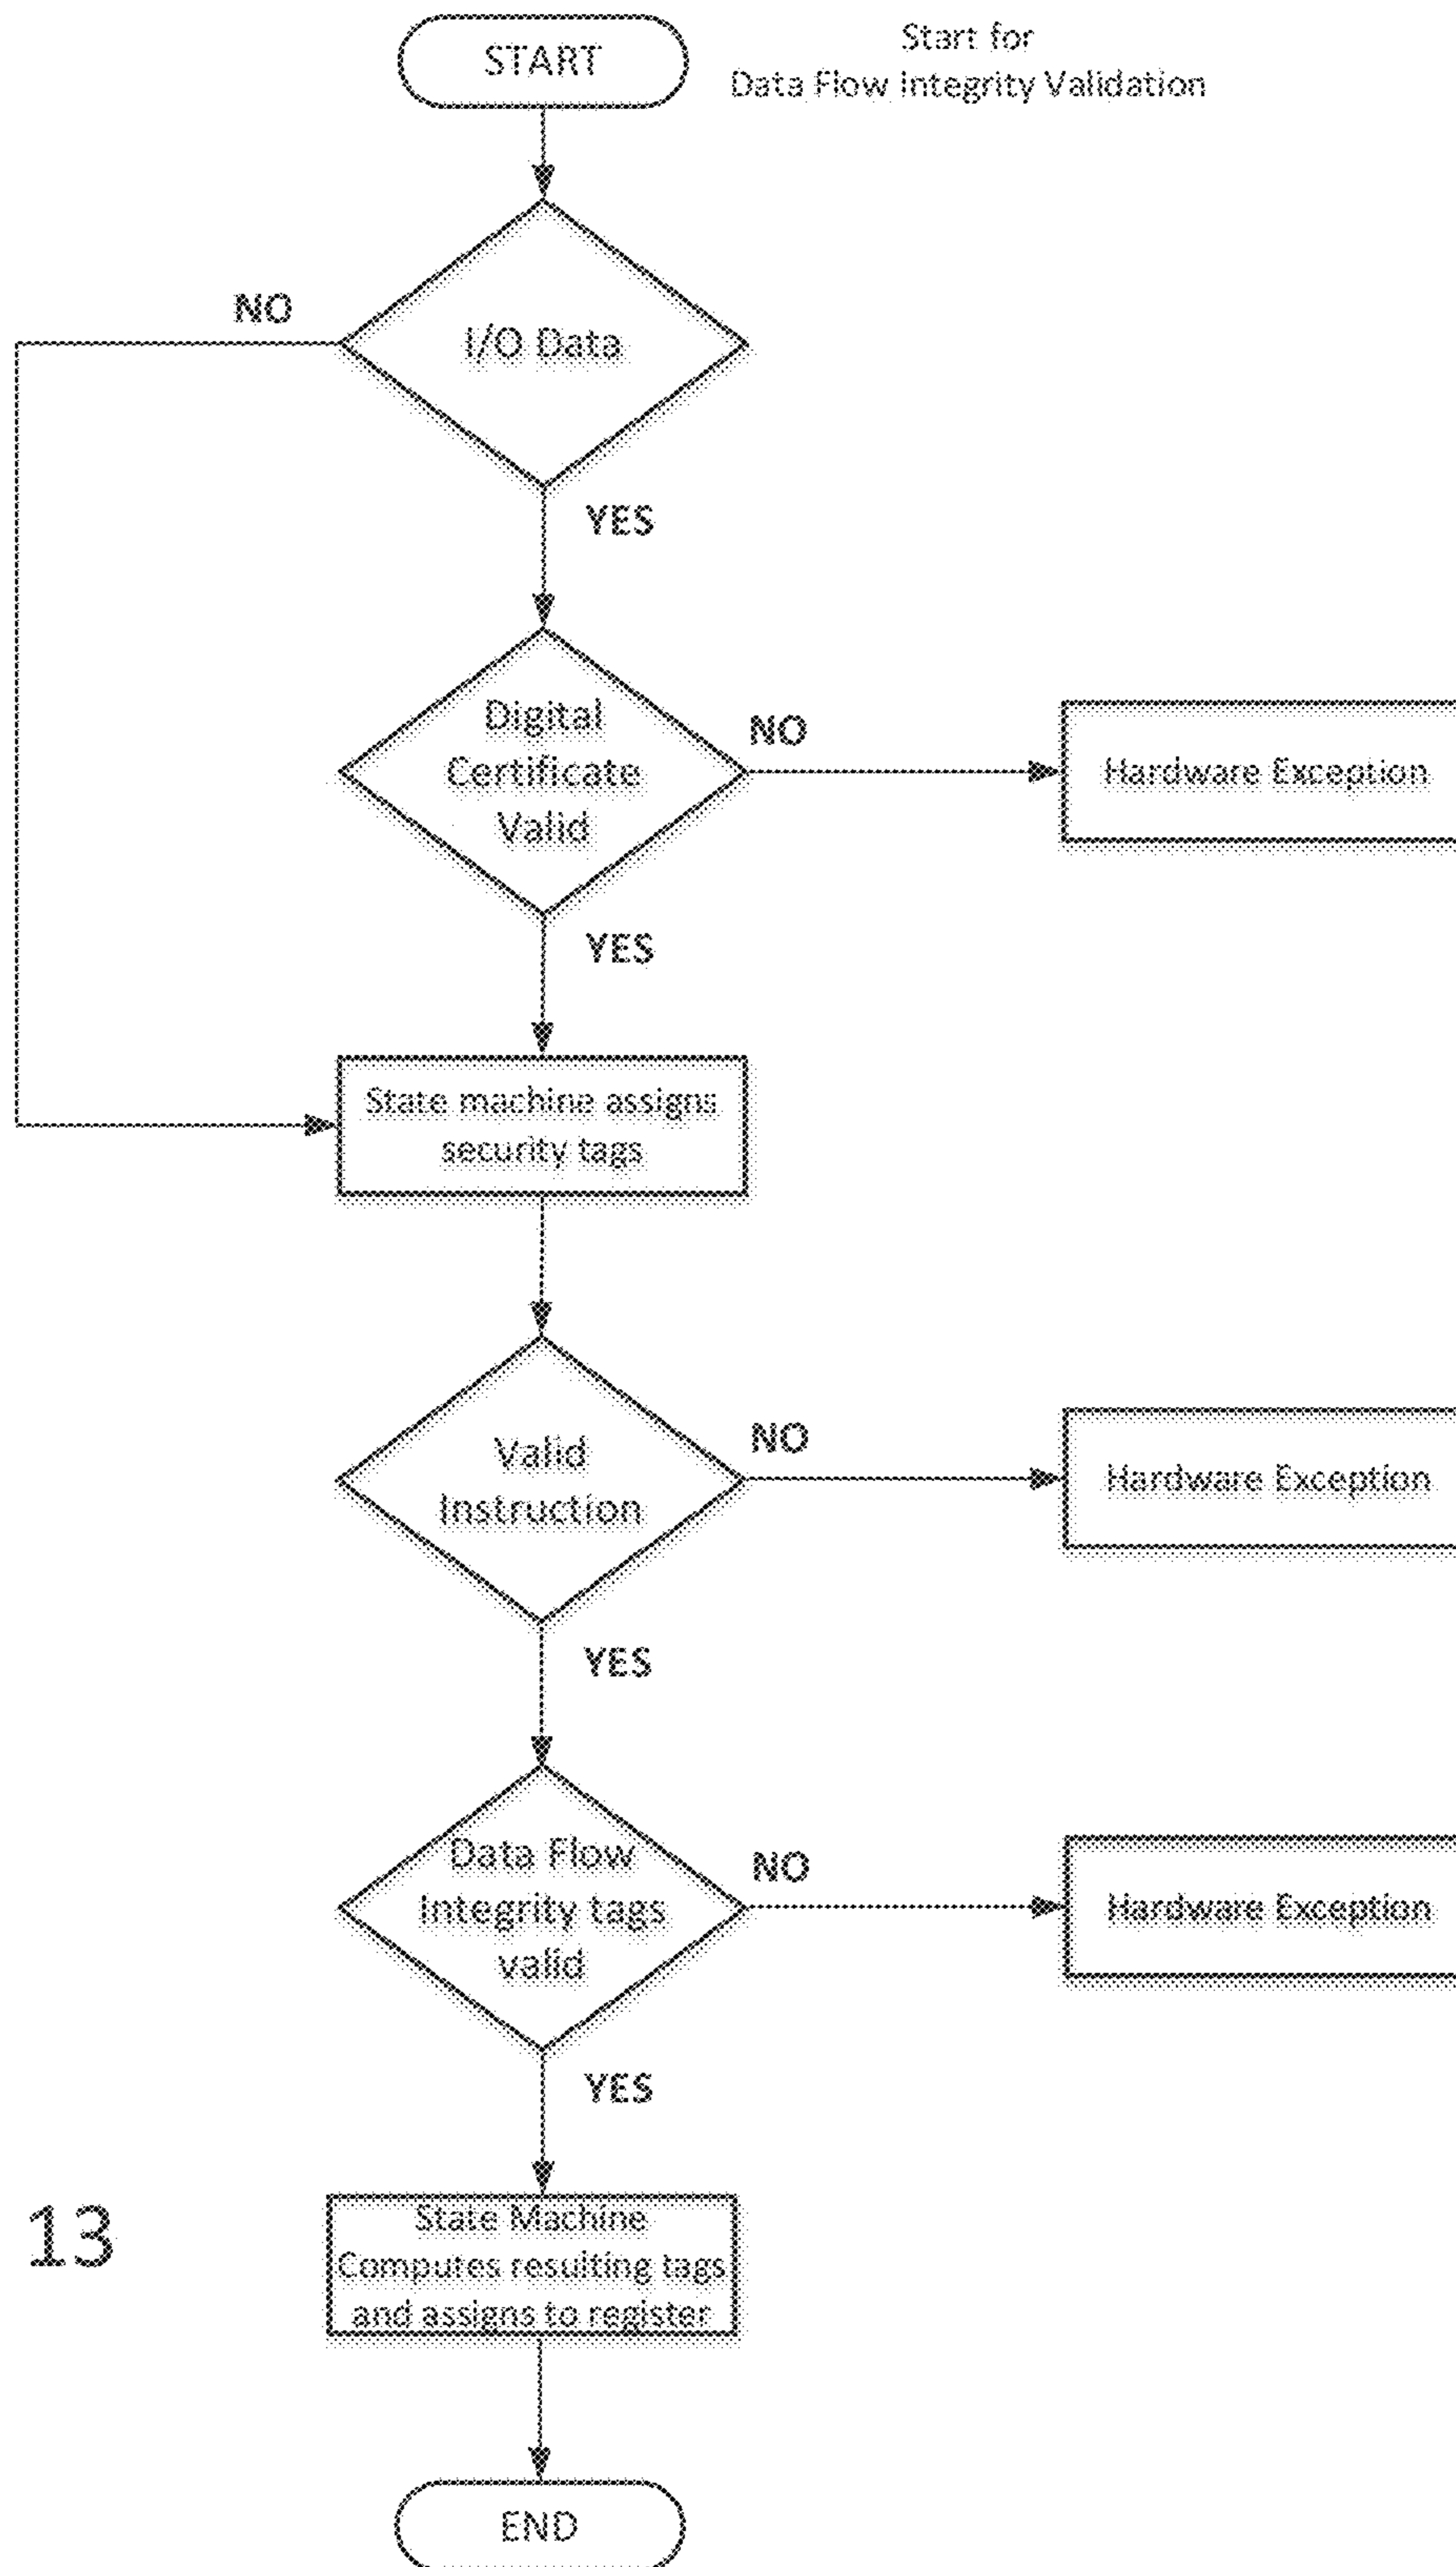 START
Start for
Data Flow Integrity Validation
I/O Data
NO
YES
Digital
Certificate
Valid
NO
Hardware Exception
YES
State machine assigns
security tags
Valid
Instruction
NO
Hardware Exception
YES
Data Flow
Integrity tags
valid
NO
Hardware Exception
YES
State Machine
Computes resulting tags
and assigns to register
13
END